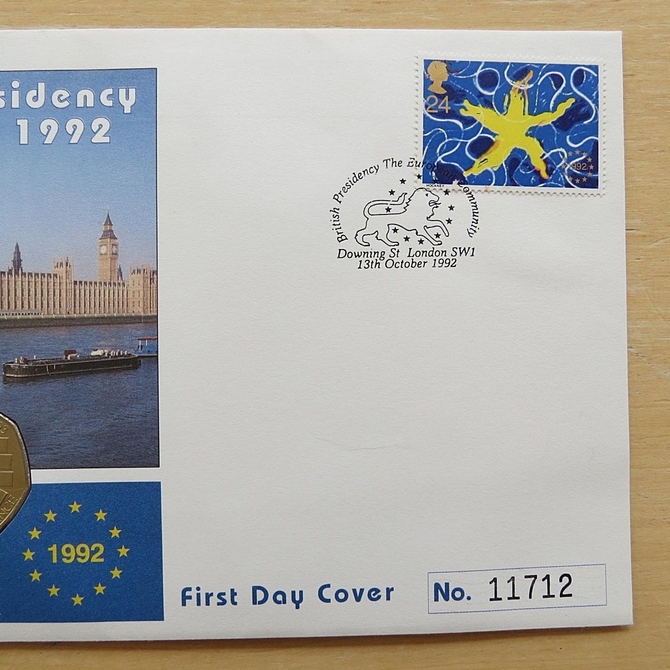 sidency
1992
24
1992
HOCKNEY
British Presidency The European Community
Downing St London SW1
13th October 1992
1992
First Day Cover
No. 11712